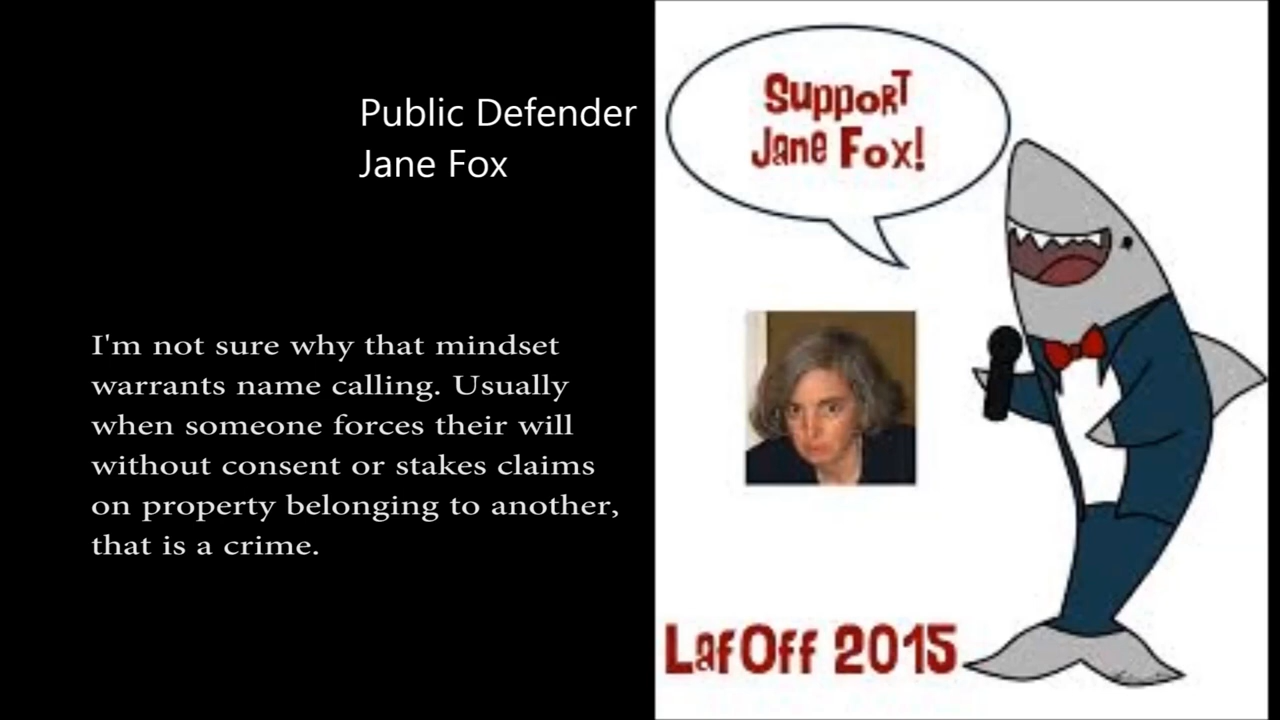 Public Defender
Jane Fox
I'm not sure why that mindset
warrants name calling. Usually
when someone forces their will
without consent or stakes claims
on property belonging to another,
that is a crime.
Support
Jane Fox!
LafOff 2015